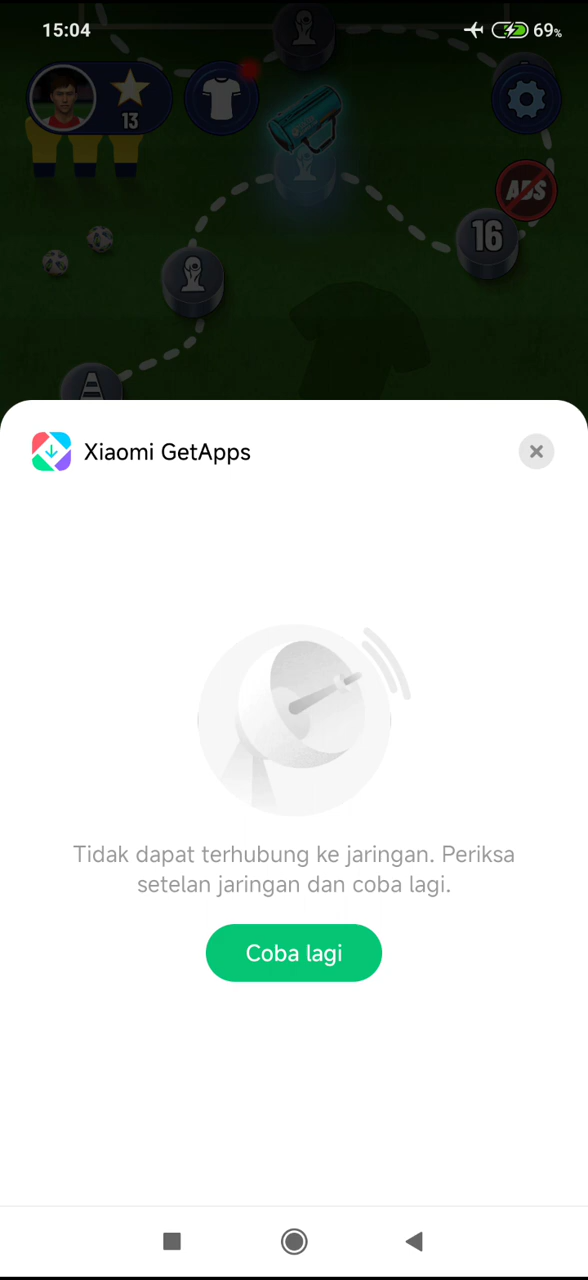 15:04
69%
13
ADS
16
Xiaomi GetApps
Tidak dapat terhubung ke jaringan. Periksa
setelan jaringan dan coba lagi.
Coba lagi